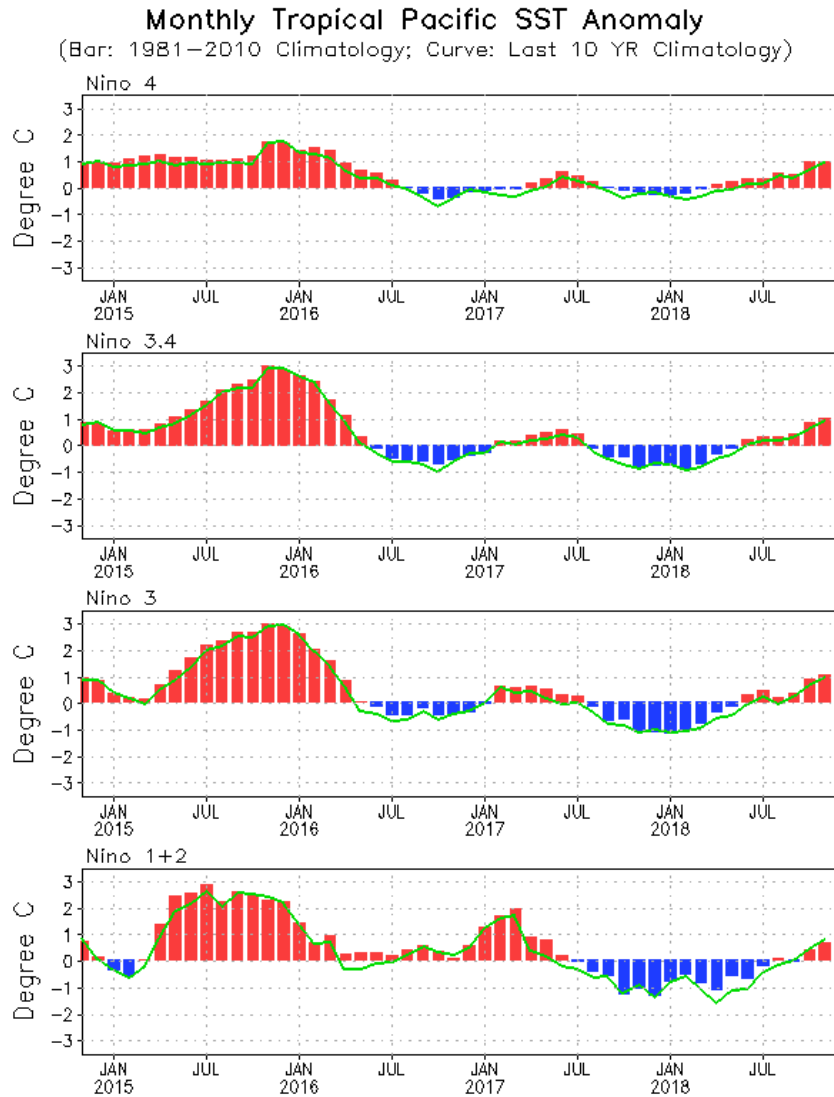 Monthly Tropical Pacific SST Anomaly
(Bar: 1981-2010 Climatology; Curve: Last 10 YR Climatology)
Nino 4
Degree C
3
2
1
0
-1
-2
-3
JAN JUL JAN JUL JAN JUL JAN JUL
2015 2016 2017 2018
Nino 3.4
Degree C
3
2
1
0
-1
-2
-3
JAN JUL JAN JUL JAN JUL JAN JUL
2015 2016 2017 2018
Nino 3
Degree C
3
2
1
0
-1
-2
-3
JAN JUL JAN JUL JAN JUL JAN JUL
2015 2016 2017 2018
Nino 1+2
Degree C
3
2
1
0
-1
-2
-3
JAN JUL JAN JUL JAN JUL JAN JUL
2015 2016 2017 2018